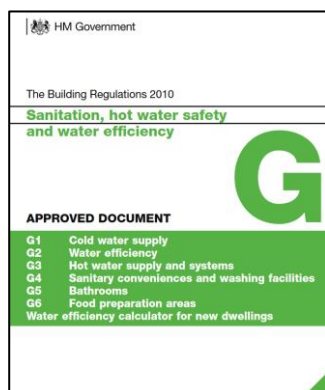 HM Government
The Building Regulations 2010
Sanitation, hot water safety
and water efficiency
G
APPROVED DOCUMENT
G1 Cold water supply
G2 Water efficiency
G3 Hot water supply and systems
G4 Sanitary conveniences and washing facilities
G5 Bathrooms
G6 Food preparation areas
Water efficiency calculator for new dwellings